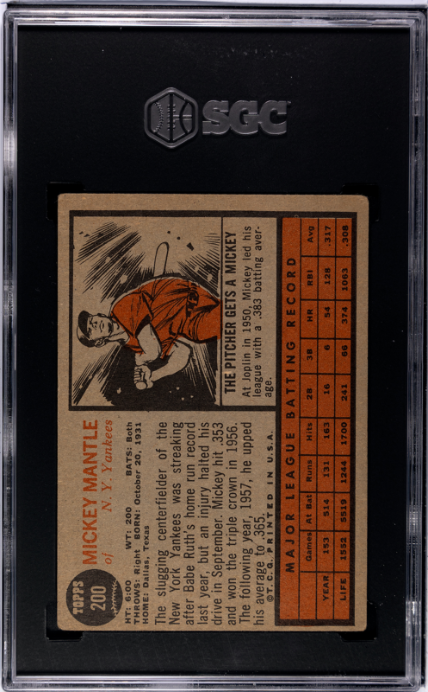 SGC
TOPPS
200
MICKEY MANTLE
of N. Y. Yankees
HT: 6:00 WT: 200 BATS: Both
THROWS: Right BORN: October 20, 1931
HOME: Dallas, Texas
The slugging centerfielder of the
New York Yankees was streaking
after Babe Ruth's home run record
last year, but an injury halted his
drive in September. Mickey hit .353
and won the triple crown in 1956.
The following year, 1957, he upped
his average to .365.
© T.C.G. PRINTED IN U.S.A.
THE PITCHER GETS A MICKEY
At Joplin in 1950, Mickey led his
league with a .383 batting aver-
age.
MAJOR LEAGUE BATTING RECORD
Games At Bat Runs Hits 2B 3B HR RBI Avg
YEAR 153 514 131 163 16 6 54 128 .317
LIFE 1552 5519 1244 1700 241 66 374 1063 .308